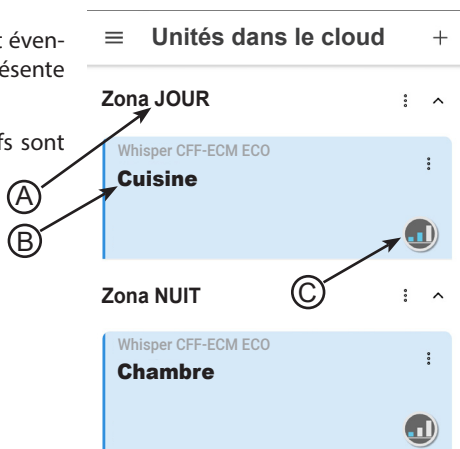 t éven-
ésente
fs sont
Unités dans le cloud
Zona JOUR
Whisper CFF-ECM ECO
Cuisine
A
B
C
Zona NUIT
Whisper CFF-ECM ECO
Chambre